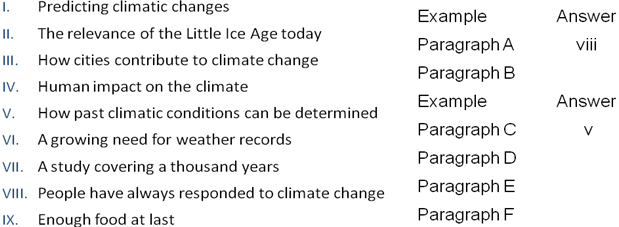 I. Predicting climatic changes
II. The relevance of the Little Ice Age today
III. How cities contribute to climate change
IV. Human impact on the climate
V. How past climatic conditions can be determined
VI. A growing need for weather records
VII. A study covering a thousand years
VIII. People have always responded to climate change
IX. Enough food at last
Example Answer
Paragraph A viii
Paragraph B
Example Answer
Paragraph C v
Paragraph D
Paragraph E
Paragraph F